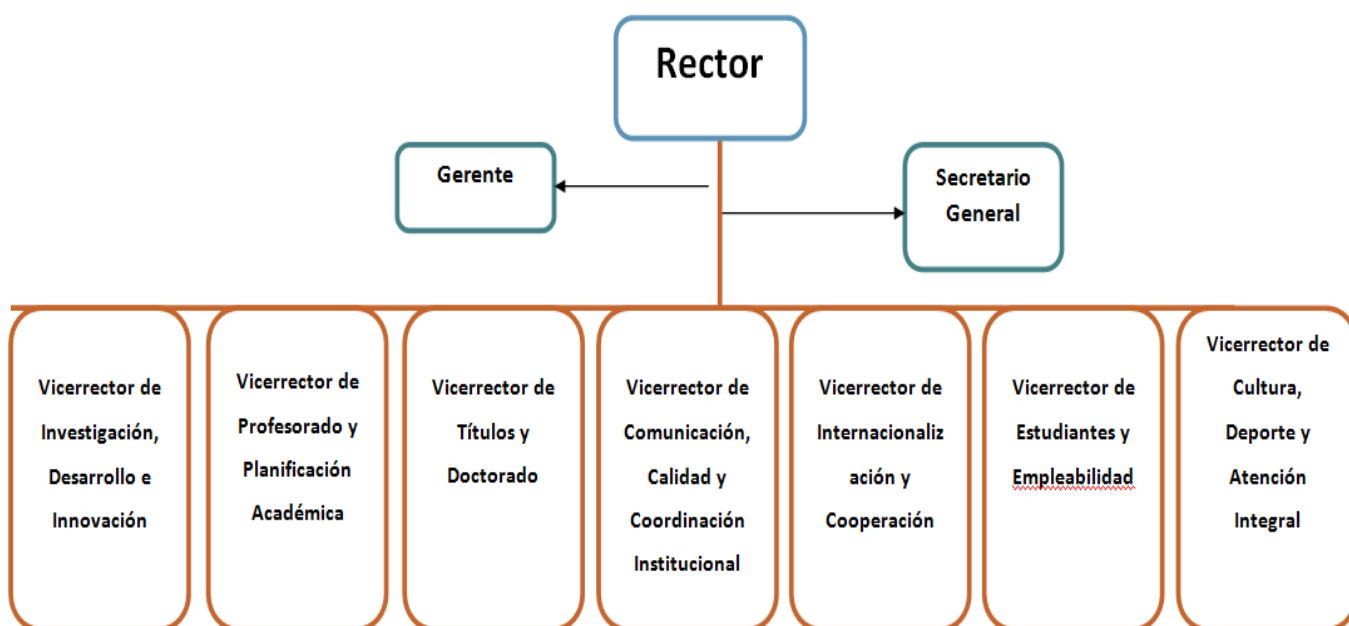 Rector
Gerente
Secretario
General
Vicerrector de
Investigación,
Desarrollo e
Innovación
Vicerrector de
Profesorado y
Planificación
Académica
Vicerrector de
Títulos y
Doctorado
Vicerrector de
Comunicación,
Calidad y
Coordinación
Institucional
Vicerrector de
Internacionaliz
ación y
Cooperación
Vicerrector de
Estudiantes y
Empleabilidad
Vicerrector de
Cultura,
Deporte y
Atención
Integral